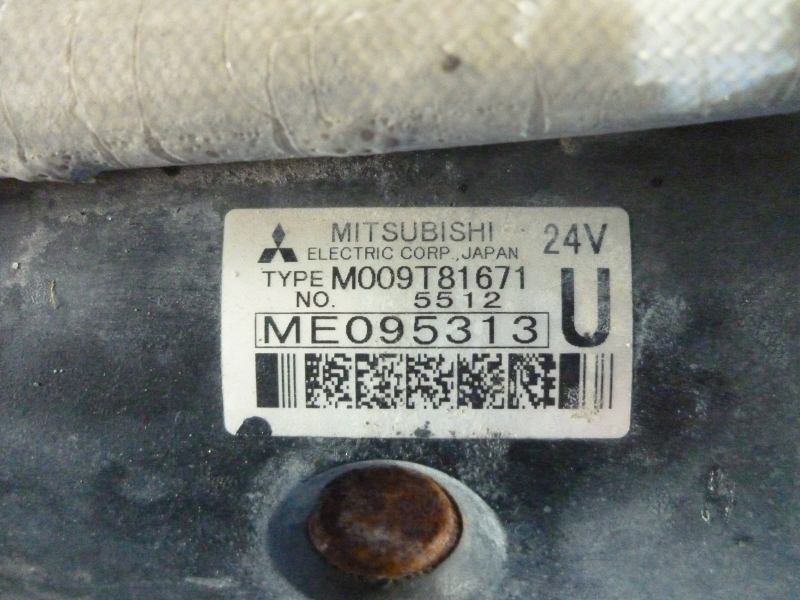 MITSUBISHI 24V
ELECTRIC CORP., JAPAN
TYPE M009T81671
NO. 5512 U
ME095313